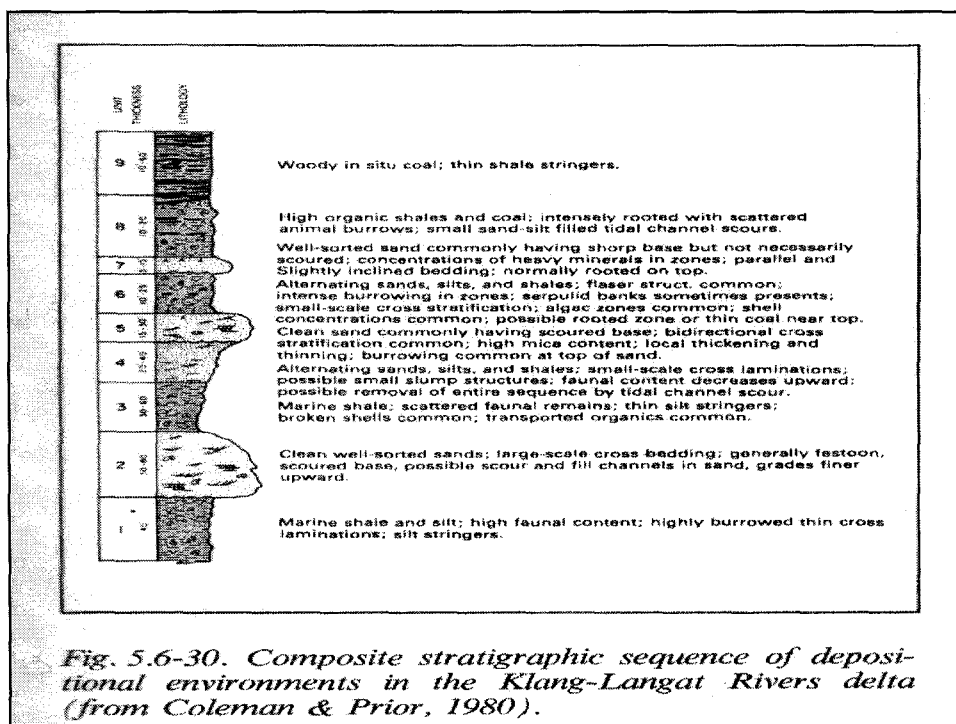 UNIT
THICKNESS
LITHOLOGY
9
Woody in situ coal; thin shale stringers.
8
High organic shales and coal; intensely rooted with scattered
animal burrows; small sand-silt filled tidal channel scours.
7
Well-sorted sand commonly having shorp base but not necessarily
scoured; concentrations of heavy minerals in zones; parallel and
Slightly inclined bedding; normally rooted on top.
6
Alternating sands, silts, and shales; flaser struct. common;
intense burrowing in zones; serpulid banks sometimes presents;
small-scale cross stratification; algae zones common; shell
concentrations common; possible rooted zone or thin coal near top.
5
Clean sand commonly having scoured base; bidirectional cross
stratification common; high mica content; local thickening and
thinning; burrowing common at top of sand.
4
Alternating sands, silts, and shales; small-scale cross laminations;
possible small slump structures; faunal content decreases upward;
possible removal of entire sequence by tidal channel scour.
3
Marine shale; scattered faunal remains; thin silt stringers;
broken shells common; transported organics common.
2
Clean well-sorted sands; large-scale cross bedding; generally festoon,
scoured base, possible scour and fill channels in sand, grades finer
upward.
1
Marine shale and silt; high faunal content; highly burrowed thin cross
laminations; silt stringers.
Fig. 5.6-30. Composite stratigraphic sequence of deposi-
tional environments in the Klang-Langat Rivers delta
(from Coleman & Prior, 1980).